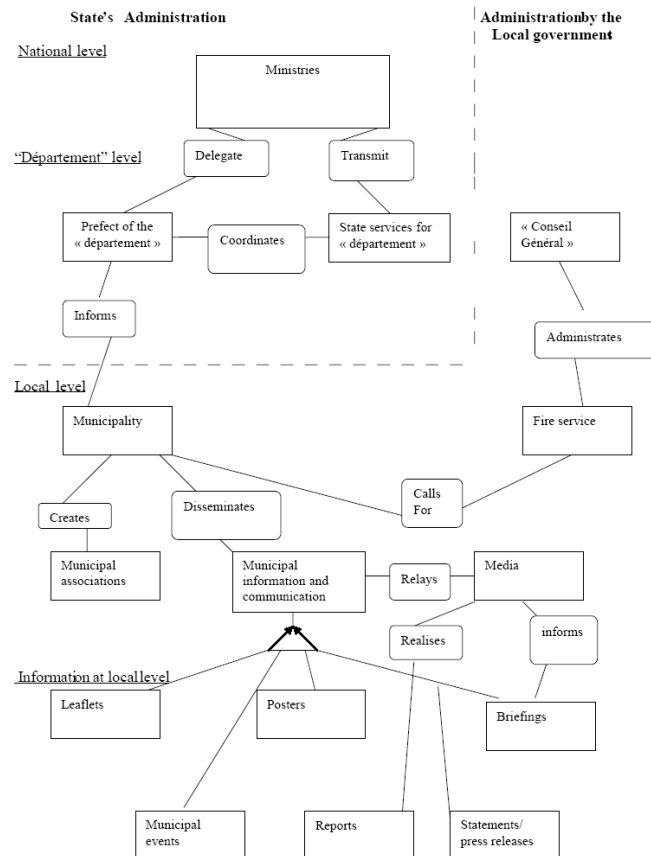 State's Administration
Administrationby the
Local government
National level
Ministries
"Département" level
Delegate
Transmit
Prefect of the
« département »
Coordinates
State services for
« département »
« Conseil
Général »
Informs
Administrates
Local level
Municipality
Fire service
Calls
For
Disseminates
Creates
Municipal
associations
Municipal
information and
communication
Relays
Media
Realises
informs
Information at local level
Leaflets
Posters
Briefings
Municipal
events
Reports
Statements/
press releases